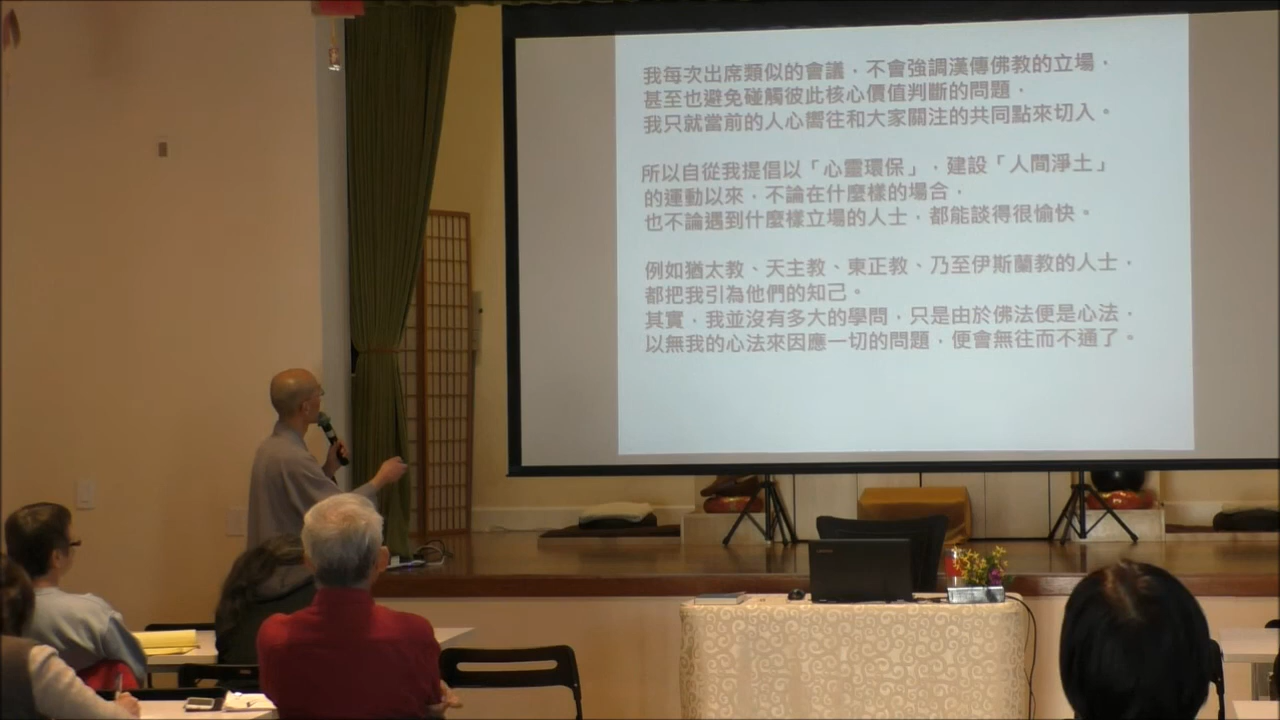 我每次出席類似的會議，不會強調漢傳佛教的立場，
甚至也避免碰觸彼此核心價值判斷的問題，
我只就當前的人心嚮往和大家關注的共同點來切入。
所以自從我提倡以「心靈環保」，建設「人間淨土」
的運動以來，不論在什麼樣的場合，
也不論遇到什麼樣立場的人士，都能談得很愉快。
例如猶太教、天主教、東正教、乃至伊斯蘭教的人士，
都把我引為他們的知己。
其實，我並沒有多大的學問，只是由於佛法便是心法，
以無我的心法來因應一切的問題，便會無往而不通了。